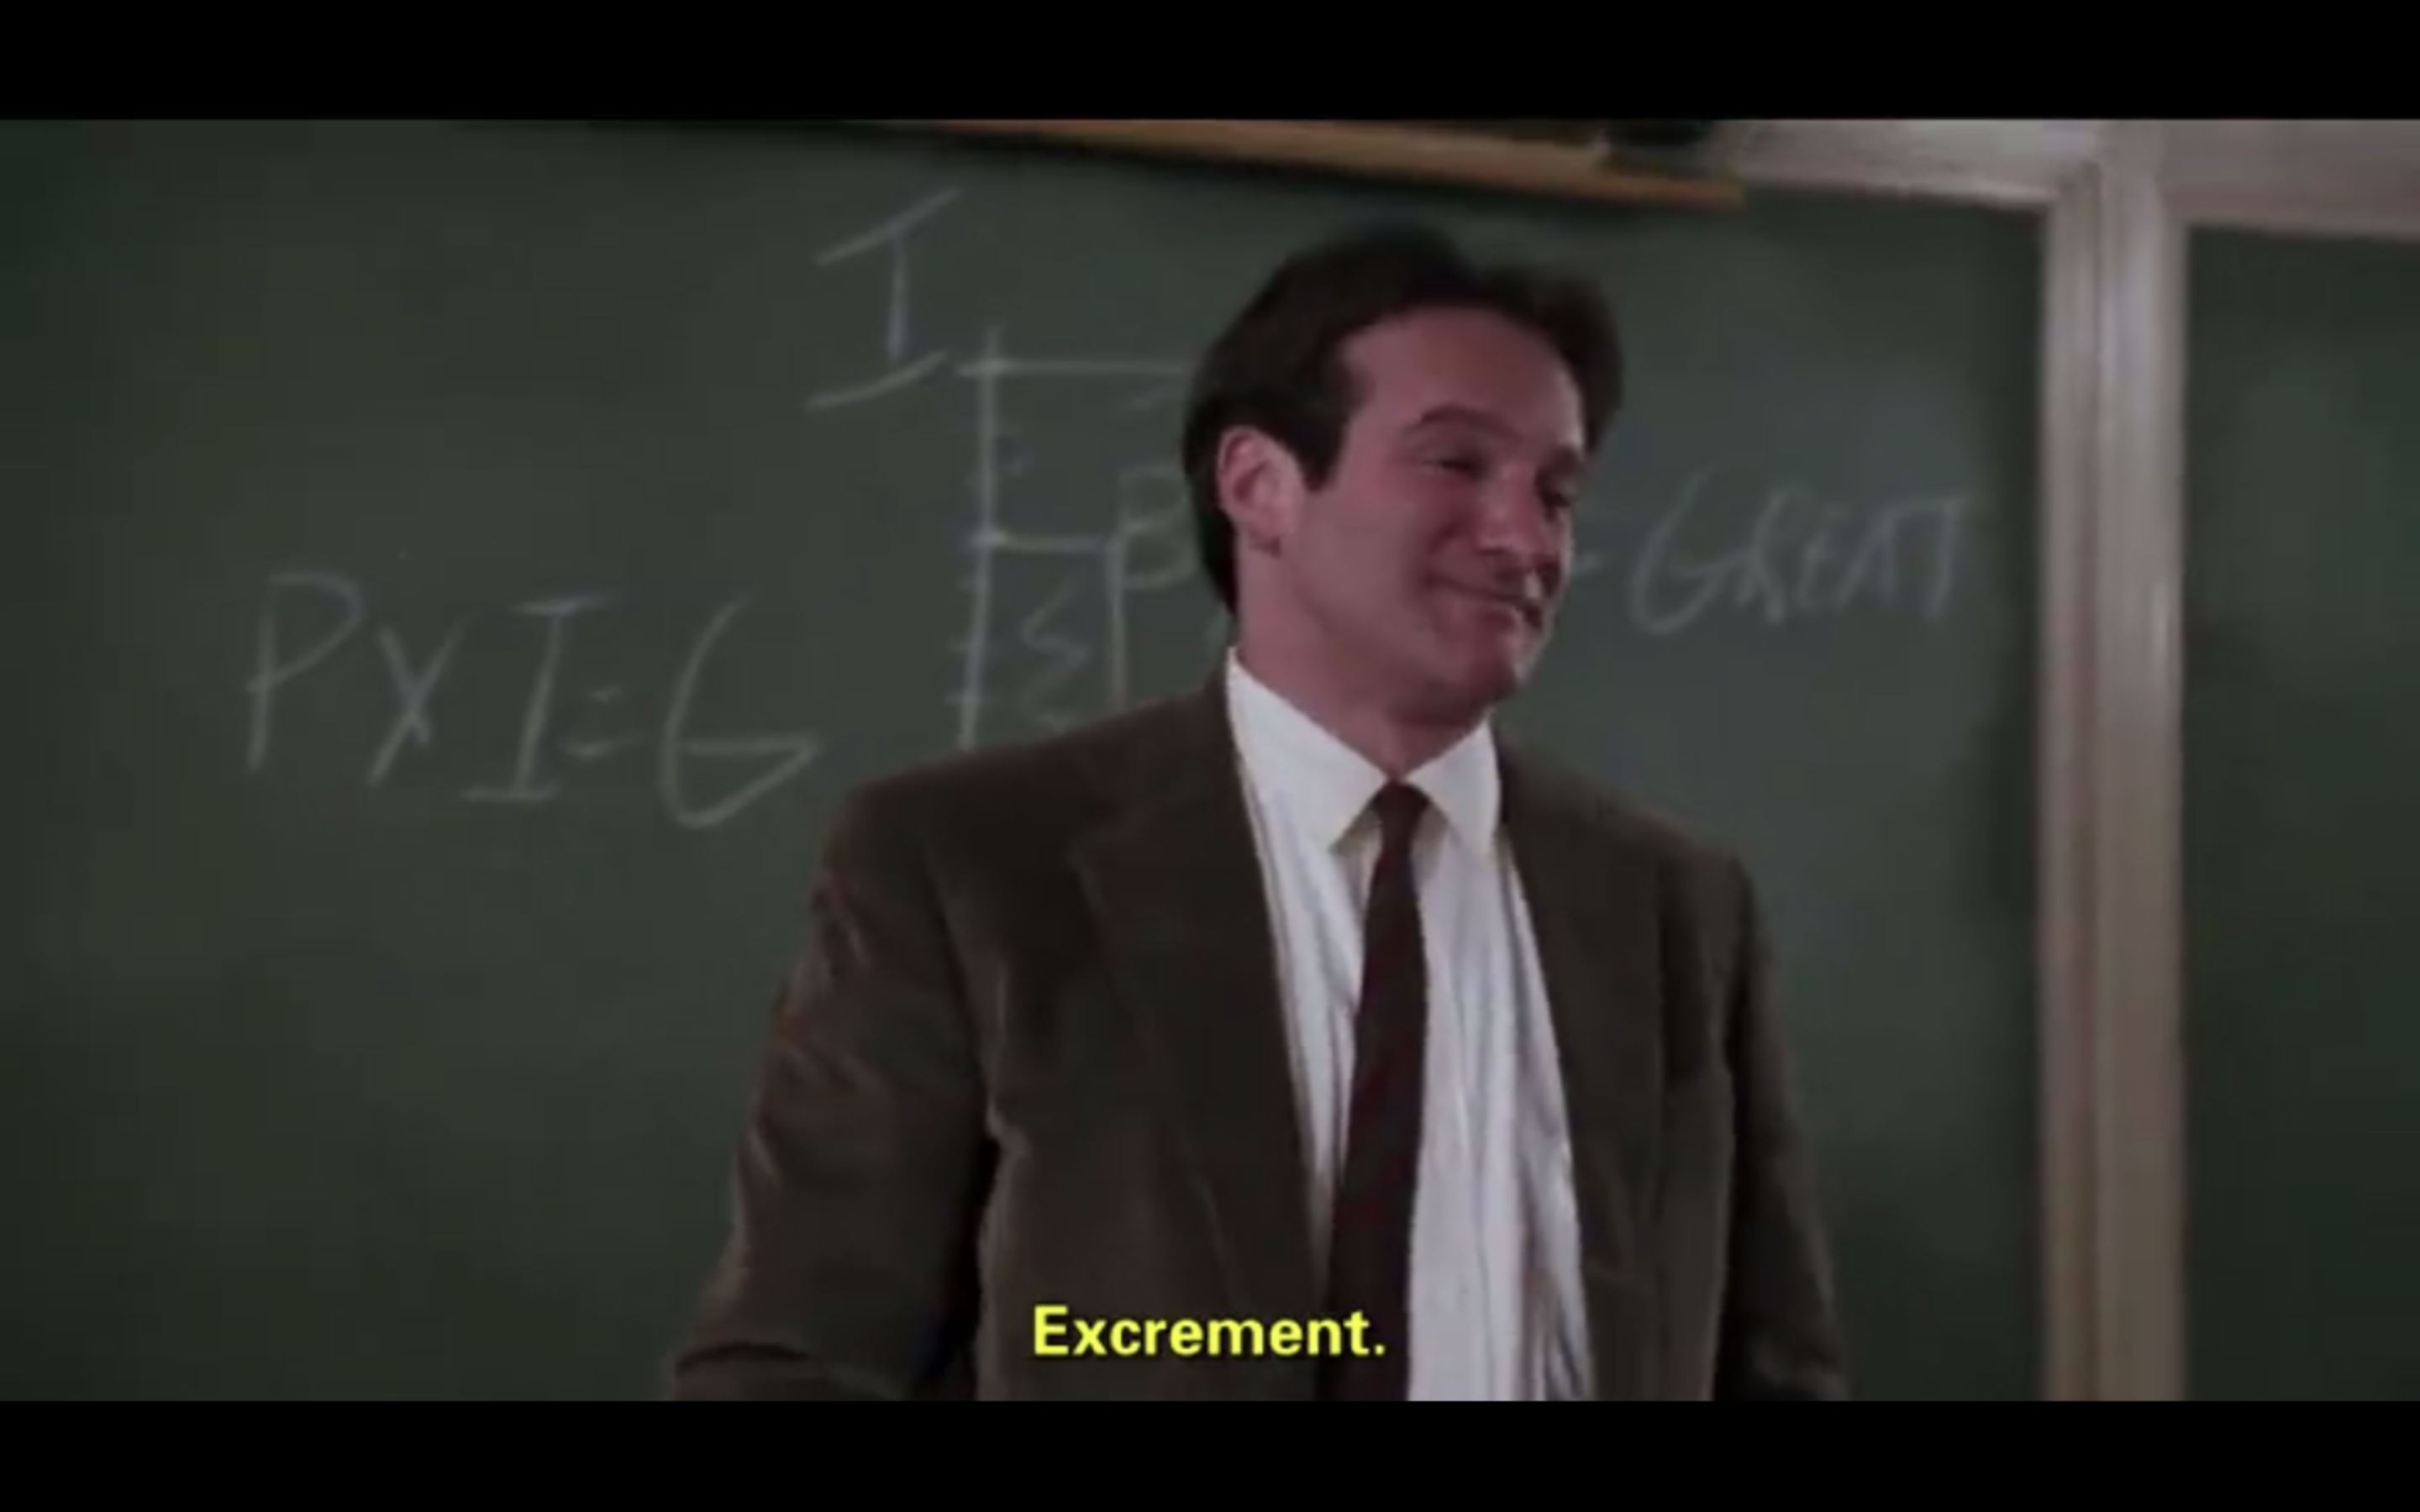 I
P
S
PXI=G
= GREAT
Excrement.